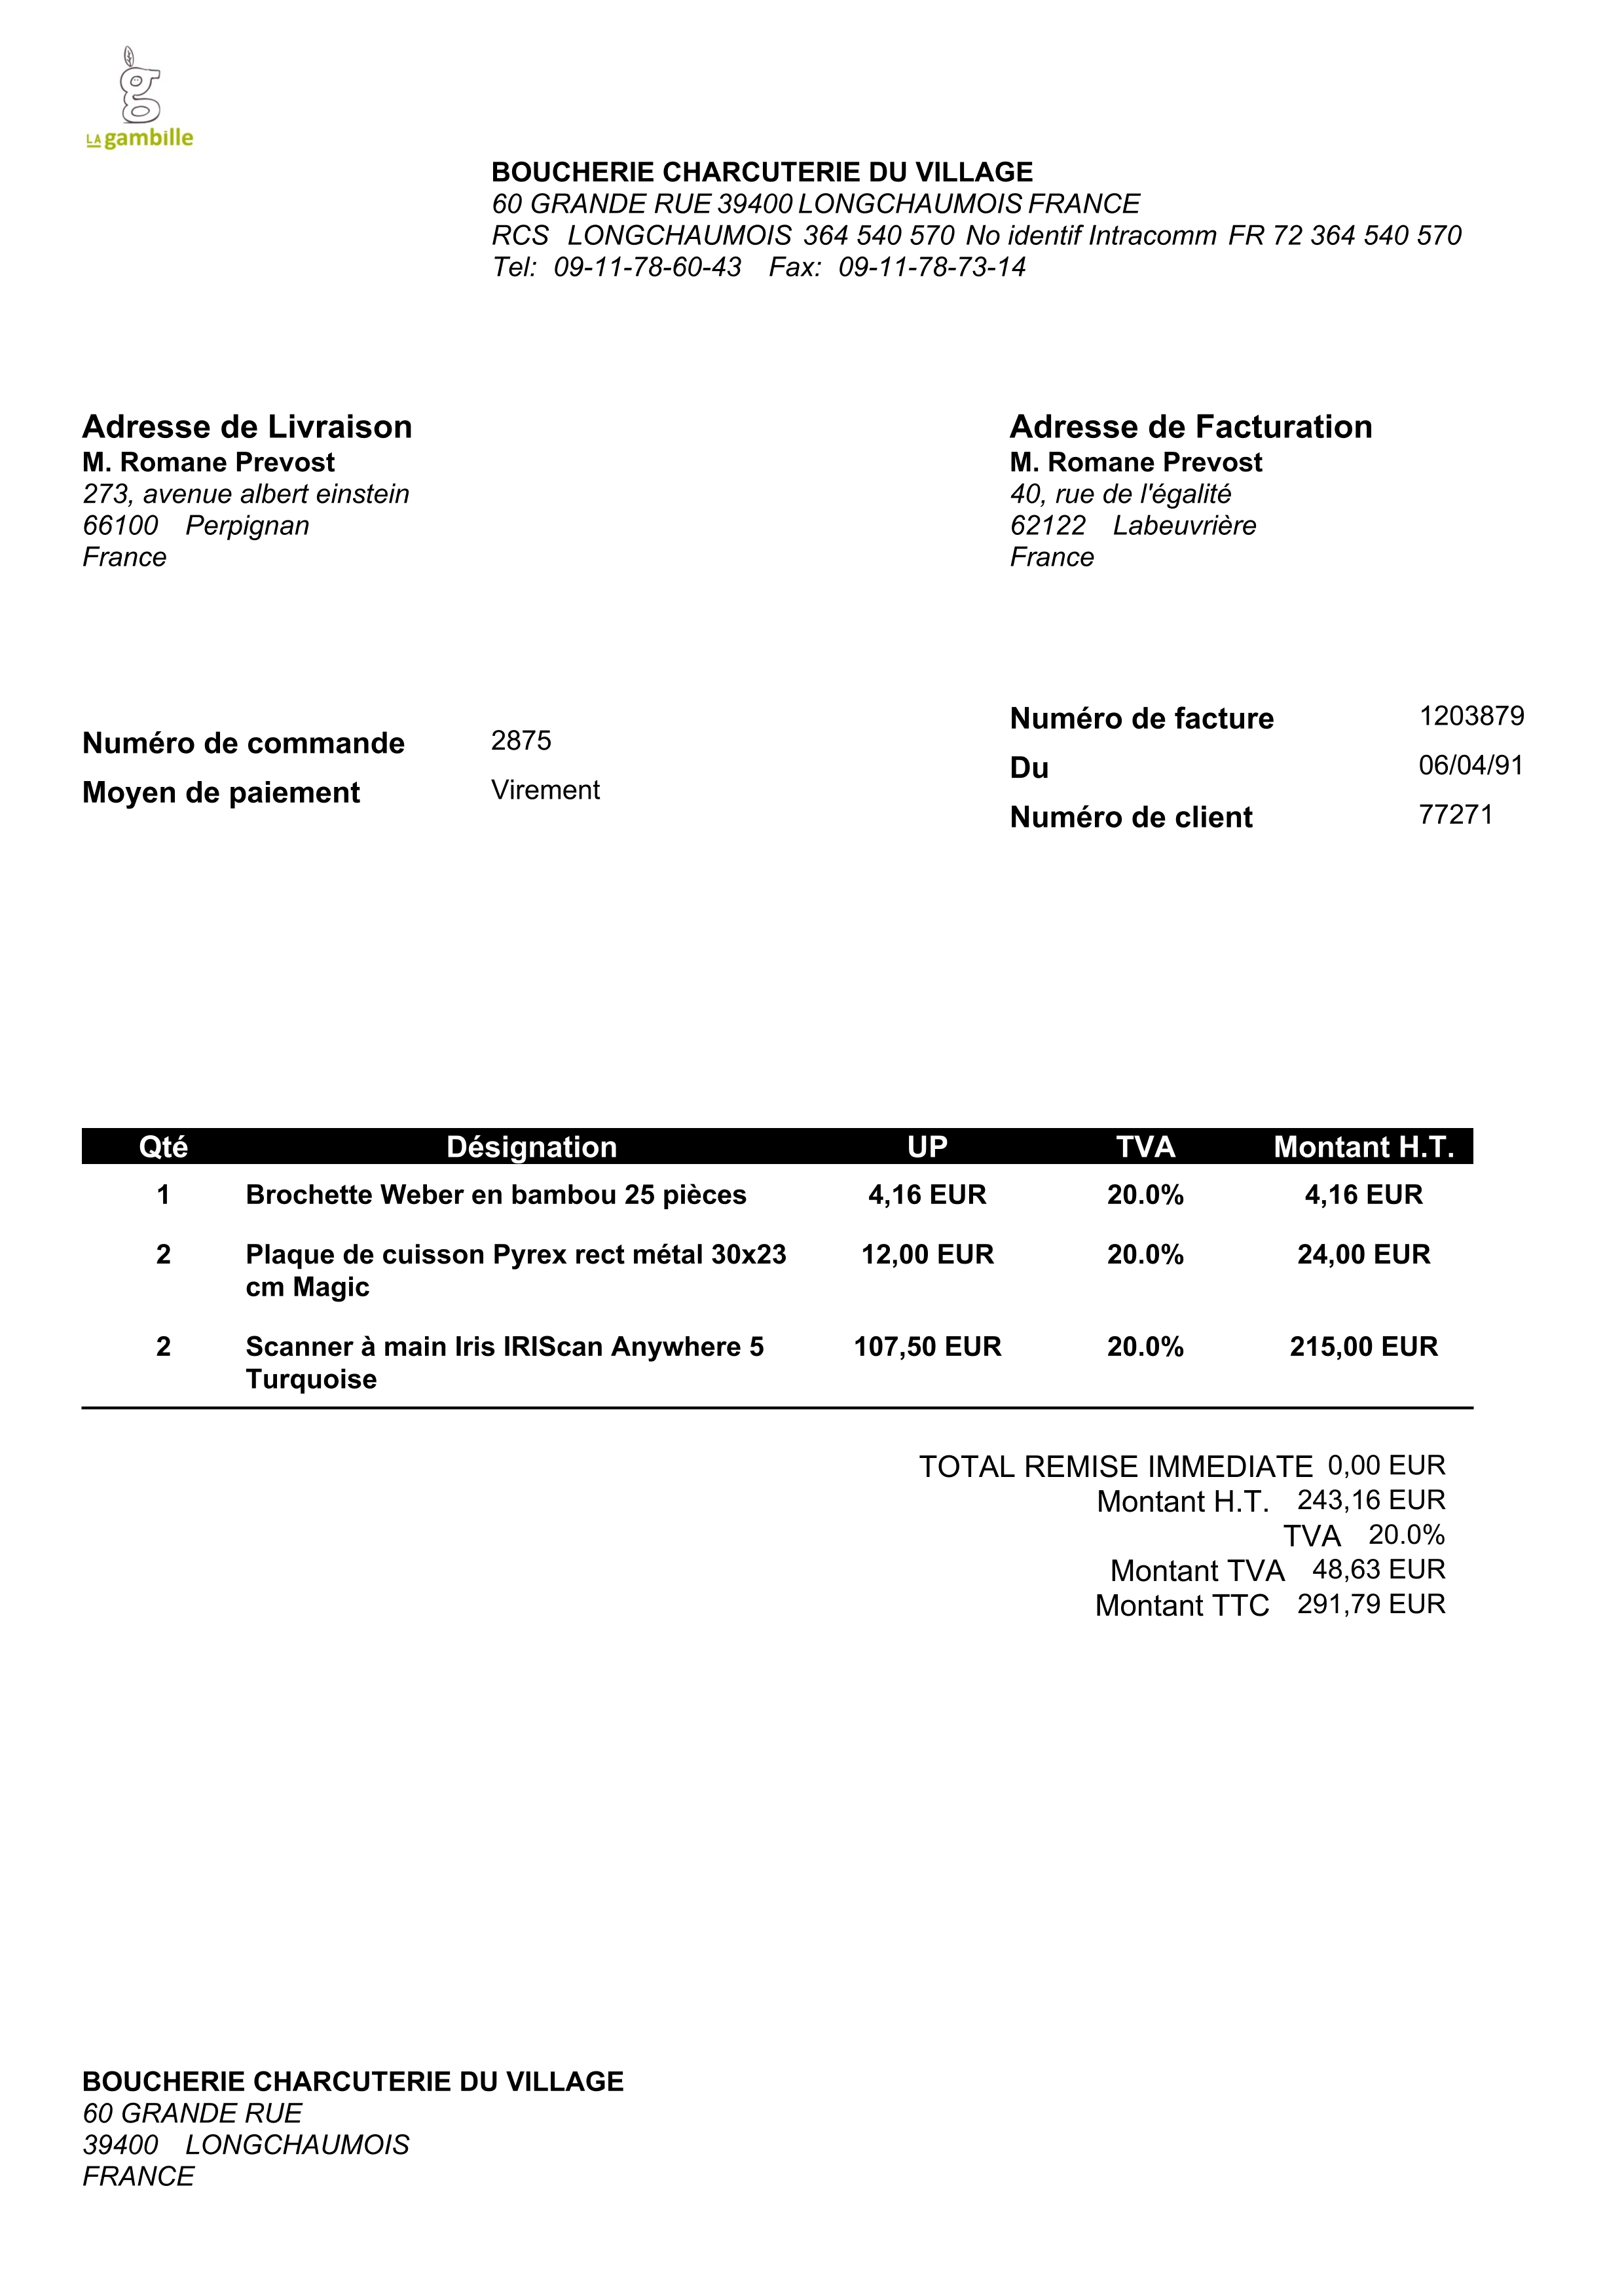 LA gambille
BOUCHERIE CHARCUTERIE DU VILLAGE
60 GRANDE RUE 39400 LONGCHAUMOIS FRANCE
RCS LONGCHAUMOIS 364 540 570 No identif Intracomm FR 72 364 540 570
Tel: 09-11-78-60-43 Fax: 09-11-78-73-14
Adresse de Livraison
M. Romane Prevost
273, avenue albert einstein
66100 Perpignan
France
Adresse de Facturation
M. Romane Prevost
40, rue de l'égalité
62122 Labeuvrière
France
Numéro de commande 2875
Moyen de paiement Virement
Numéro de facture 1203879
Du 06/04/91
Numéro de client 77271
Qté Désignation UP TVA Montant H.T.
1 Brochette Weber en bambou 25 pièces 4,16 EUR 20.0% 4,16 EUR
2 Plaque de cuisson Pyrex rect métal 30x23 12,00 EUR 20.0% 24,00 EUR
cm Magic
2 Scanner à main Iris IRIScan Anywhere 5 107,50 EUR 20.0% 215,00 EUR
Turquoise
TOTAL REMISE IMMEDIATE 0,00 EUR
Montant H.T. 243,16 EUR
TVA 20.0%
Montant TVA 48,63 EUR
Montant TTC 291,79 EUR
BOUCHERIE CHARCUTERIE DU VILLAGE
60 GRANDE RUE
39400 LONGCHAUMOIS
FRANCE